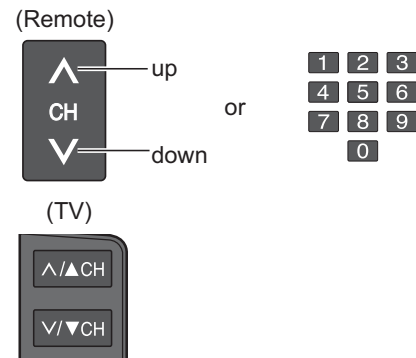 (Remote)
up
CH
down
or
1 2 3
4 5 6
7 8 9
0
(TV)
∧/▲CH
∨/▼CH